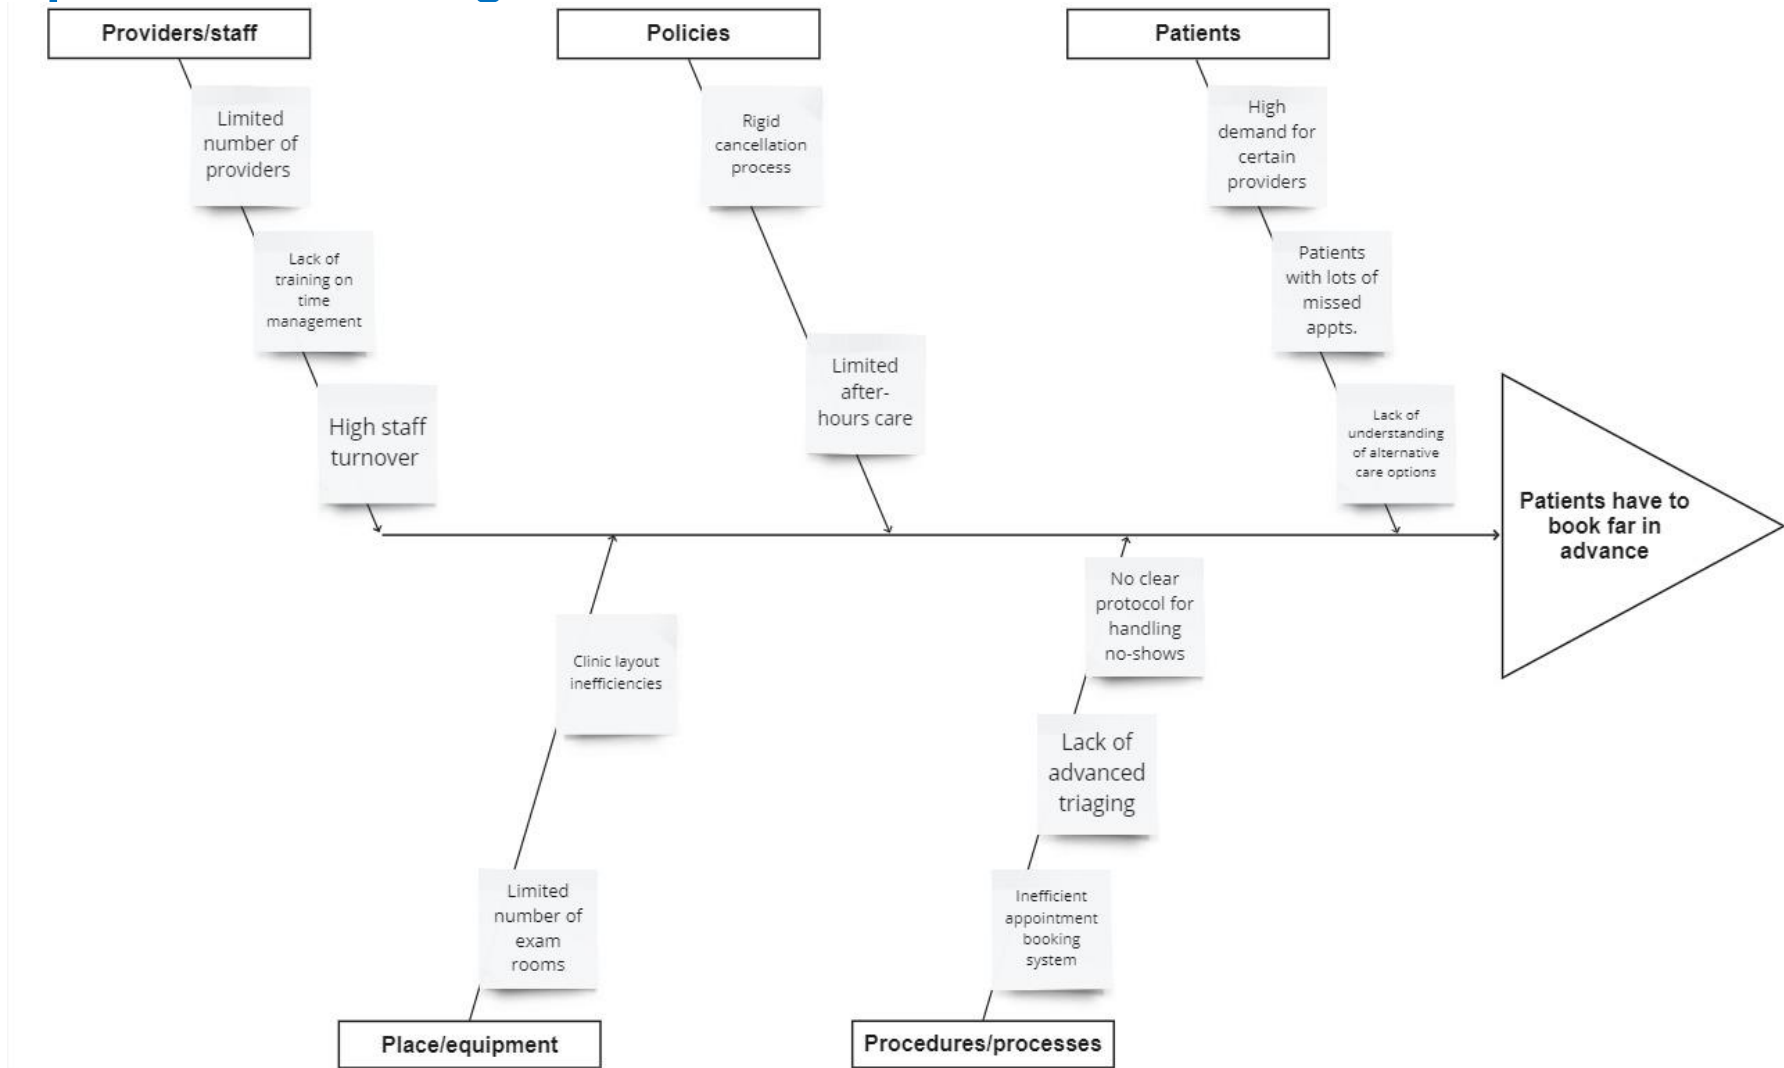 Providers/staff
Policies
Patients
Limited
number of
providers
Lack of
training on
time
management
High staff
turnover
Rigid
cancellation
process
Limited
after-
hours care
High
demand for
certain
providers
Patients
with lots of
missed
appts.
Lack of
understanding
of alternative
care options
Patients have to
book far in
advance
Clinic layout
inefficiencies
Limited
number of
exam
rooms
No clear
protocol for
handling
no-shows
Lack of
advanced
triaging
Inefficient
appointment
booking
system
Place/equipment
Procedures/processes